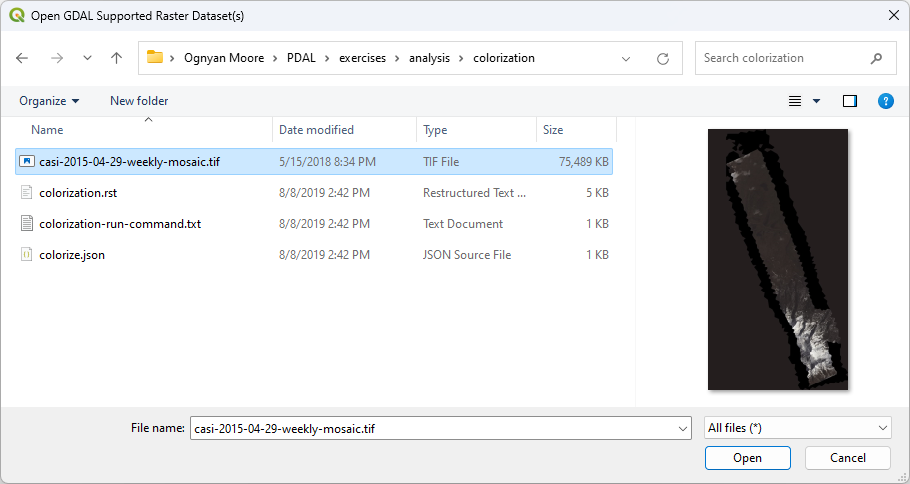 Open GDAL Supported Raster Dataset(s)
Ognyan Moore > PDAL > exercises > analysis > colorization
Search colorization
Organize New folder
?
Name Date modified Type Size
casi-2015-04-29-weekly-mosaic.tif 5/15/2018 8:34 PM TIF File 75,489 KB
colorization.rst 8/8/2019 2:42 PM Restructured Text ... 5 KB
colorization-run-command.txt 8/8/2019 2:42 PM Text Document 1 KB
colorize.json 8/8/2019 2:42 PM JSON Source File 1 KB
File name: casi-2015-04-29-weekly-mosaic.tif All files (*)
Open Cancel